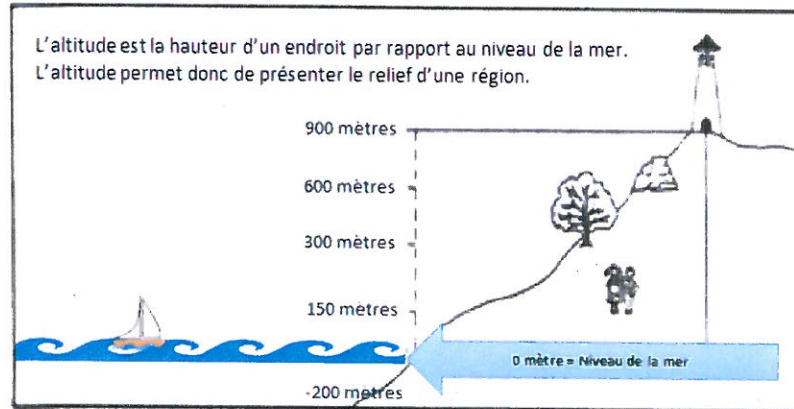 L'altitude est la hauteur d'un endroit par rapport au niveau de la mer.
L'altitude permet donc de présenter le relief d'une région.
900 mètres
600 mètres
300 mètres
150 mètres
0 mètre = Niveau de la mer
-200 mètres